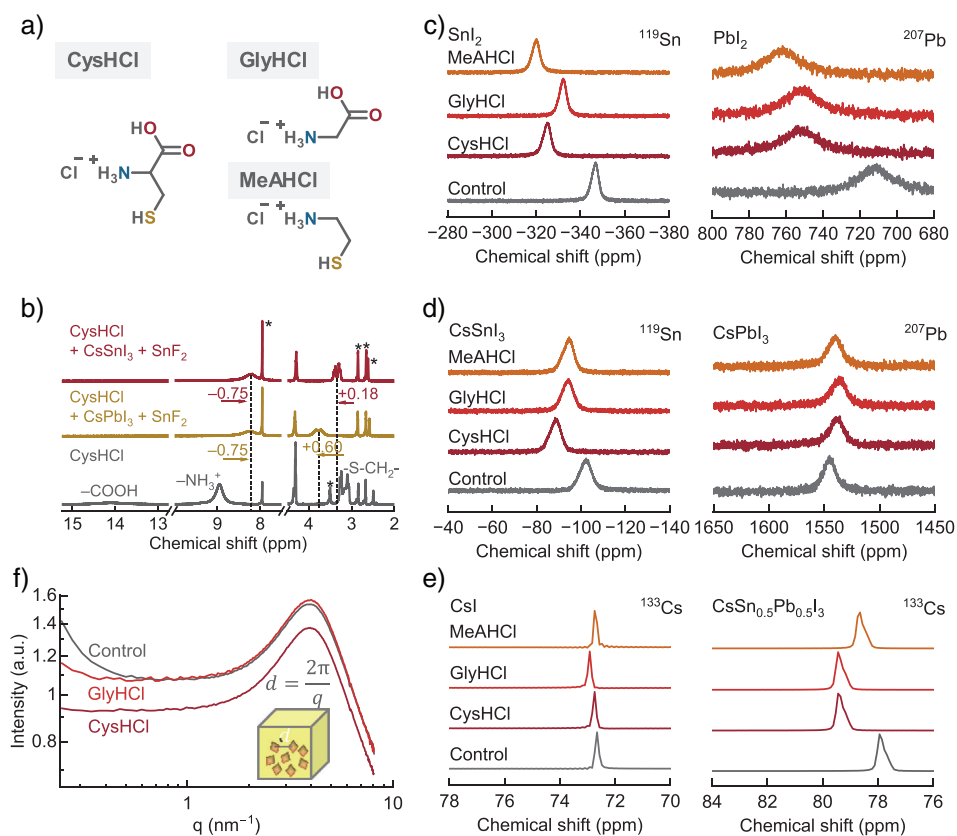 a)
CysHCl
GlyHCl
MeAHCl
HO
O
Cl⁻ ⁺H₃N
HS
HO
O
Cl⁻ ⁺H₃N
Cl⁻ ⁺H₃N
HS
b)
CysHCl
+ CsSnI₃ + SnF₂
*
* *
*
−0.75
+0.18
CysHCl
+ CsPbI₃ + SnF₂
−0.75
+0.60
CysHCl
−COOH
−NH₃⁺
*
-S-CH₂-
15 14 13 9 8 4 3 2
Chemical shift (ppm)
c)
SnI₂
¹¹⁹Sn
MeAHCl
GlyHCl
CysHCl
Control
−280 −300 −320 −340 −360 −380
Chemical shift (ppm)
PbI₂
²⁰⁷Pb
800 780 760 740 720 700 680
Chemical shift (ppm)
d)
CsSnI₃
¹¹⁹Sn
MeAHCl
GlyHCl
CysHCl
Control
−40 −60 −80 −100 −120 −140
Chemical shift (ppm)
CsPbI₃
²⁰⁷Pb
1650 1600 1550 1500 1450
Chemical shift (ppm)
f)
1.6
1.4
1.2
1
0.8
Intensity (a.u.)
Control
GlyHCl
CysHCl
d = 2π/q
1 10
q (nm⁻¹)
e)
CsI
¹³³Cs
MeAHCl
GlyHCl
CysHCl
Control
78 76 74 72 70
Chemical shift (ppm)
CsSn₀.₅Pb₀.₅I₃
¹³³Cs
84 82 80 78 76
Chemical shift (ppm)